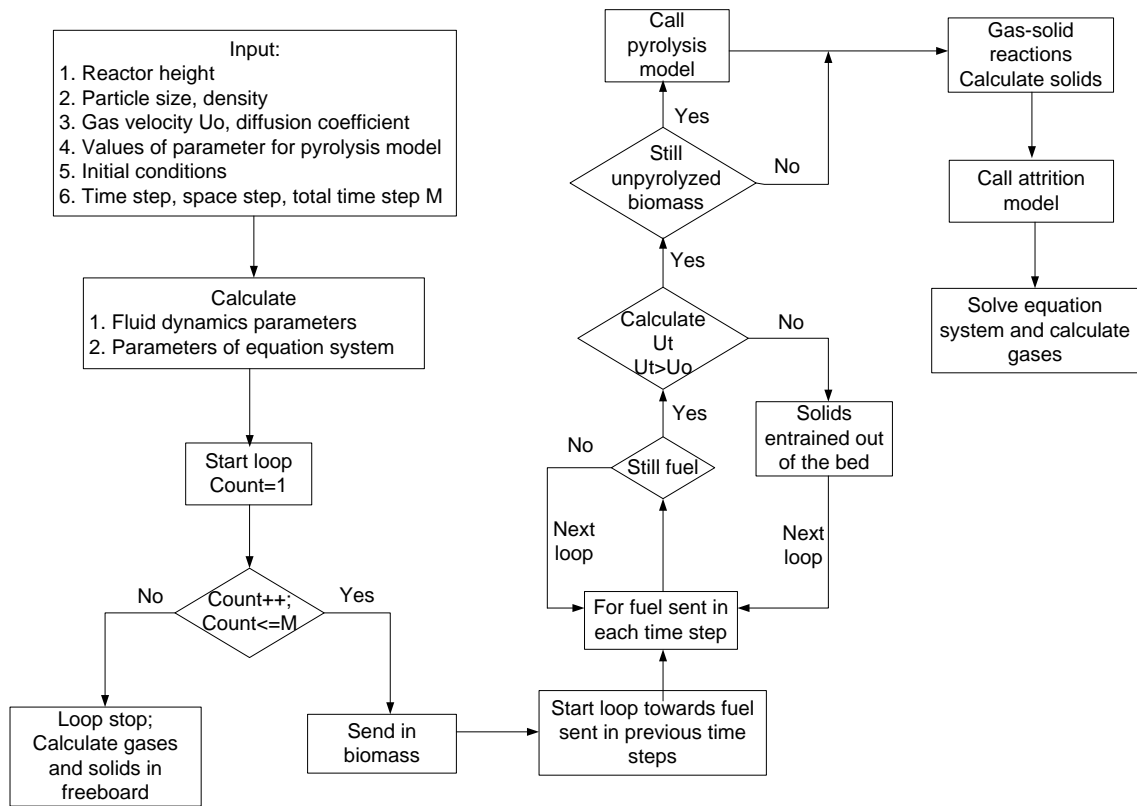 Input:
1. Reactor height
2. Particle size, density
3. Gas velocity Uo, diffusion coefficient
4. Values of parameter for pyrolysis model
5. Initial conditions
6. Time step, space step, total time step M
Calculate
1. Fluid dynamics parameters
2. Parameters of equation system
Start loop
Count=1
Count++;
Count<=M
No
Yes
Loop stop;
Calculate gases
and solids in
freeboard
Send in
biomass
Start loop towards fuel
sent in previous time
steps
For fuel sent in
each time step
Next
loop
No
Still fuel
Yes
Calculate
Ut
Ut>Uo
No
Solids
entrained out
of the bed
Next
loop
Yes
Still
unpyrolyzed
biomass
No
Yes
Call
pyrolysis
model
Gas-solid
reactions
Calculate solids
Call attrition
model
Solve equation
system and calculate
gases